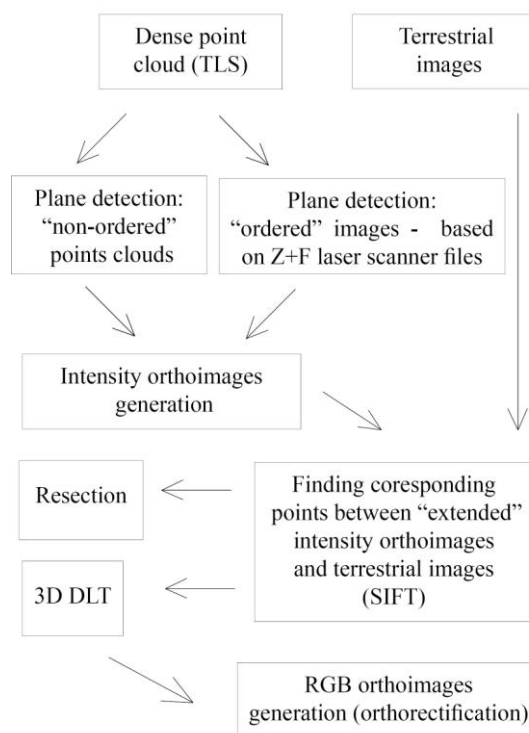 Dense point
cloud (TLS)
Terrestrial
images
Plane detection:
“non-ordered”
points clouds
Plane detection:
“ordered” images - based
on Z+F laser scanner files
Intensity orthoimages
generation
Resection
Finding coresponding
points between “extended”
intensity orthoimages
and terrestrial images
(SIFT)
3D DLT
RGB orthoimages
generation (orthorectification)